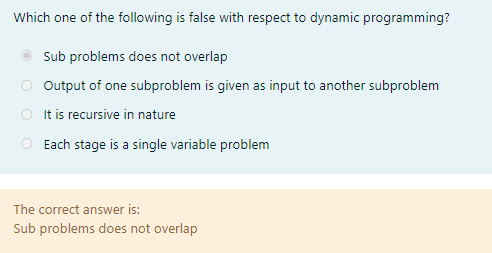 Which one of the following is false with respect to dynamic programming?
Sub problems does not overlap
Output of one subproblem is given as input to another subproblem
It is recursive in nature
Each stage is a single variable problem
The correct answer is:
Sub problems does not overlap